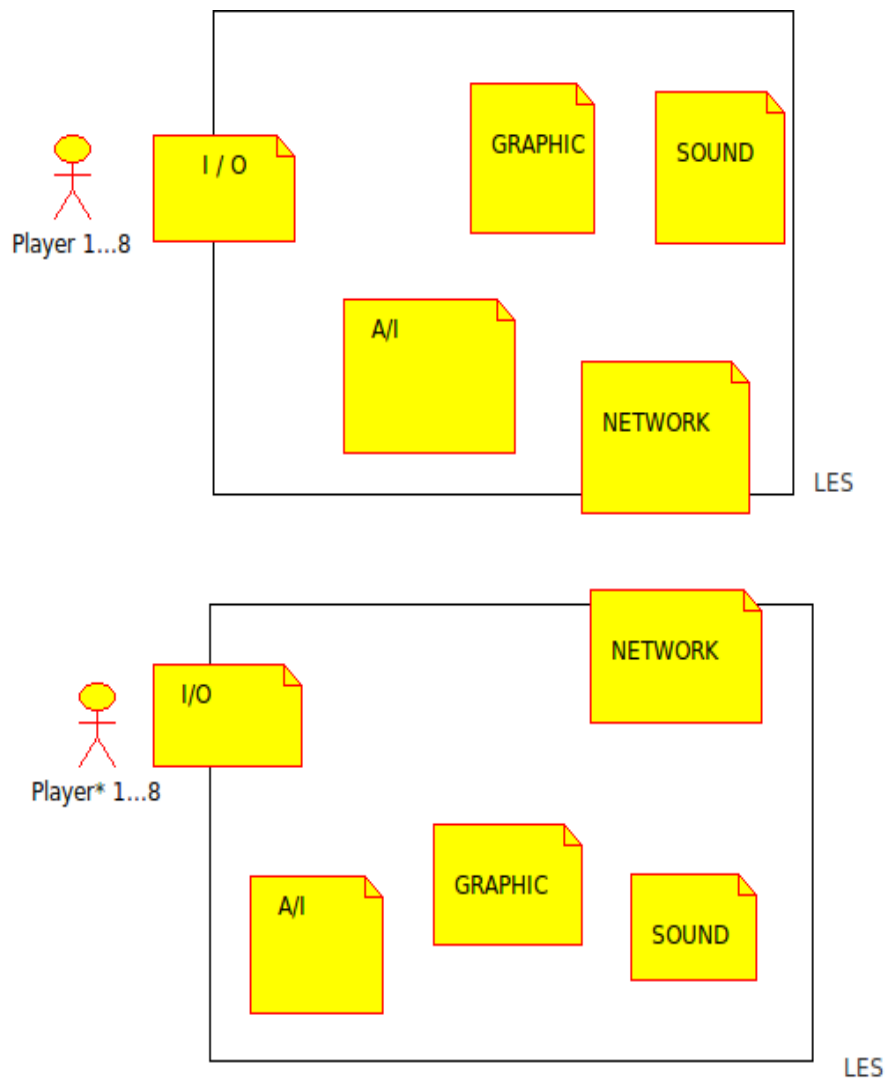 I / O
GRAPHIC
SOUND
Player 1...8
A/I
NETWORK
LES
NETWORK
I/O
Player* 1...8
GRAPHIC
A/I
SOUND
LES